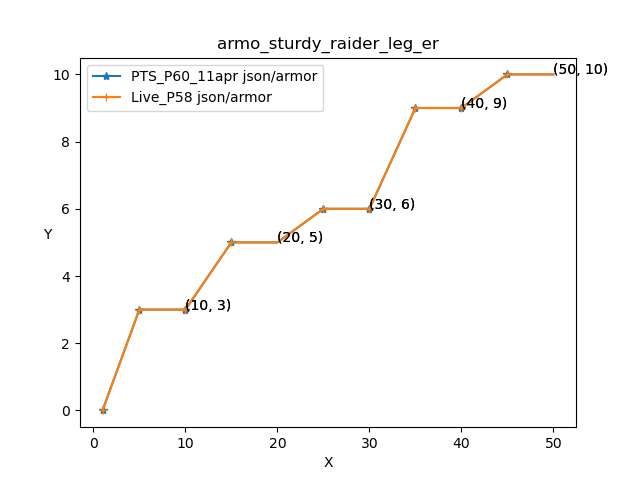 armo_sturdy_raider_leg_er
PTS_P60_11apr json/armor
Live_P58 json/armor
10
8
6
4
2
0
Y
(50, 10)
(40, 9)
(30, 6)
(20, 5)
(10, 3)
0 10 20 30 40 50
X